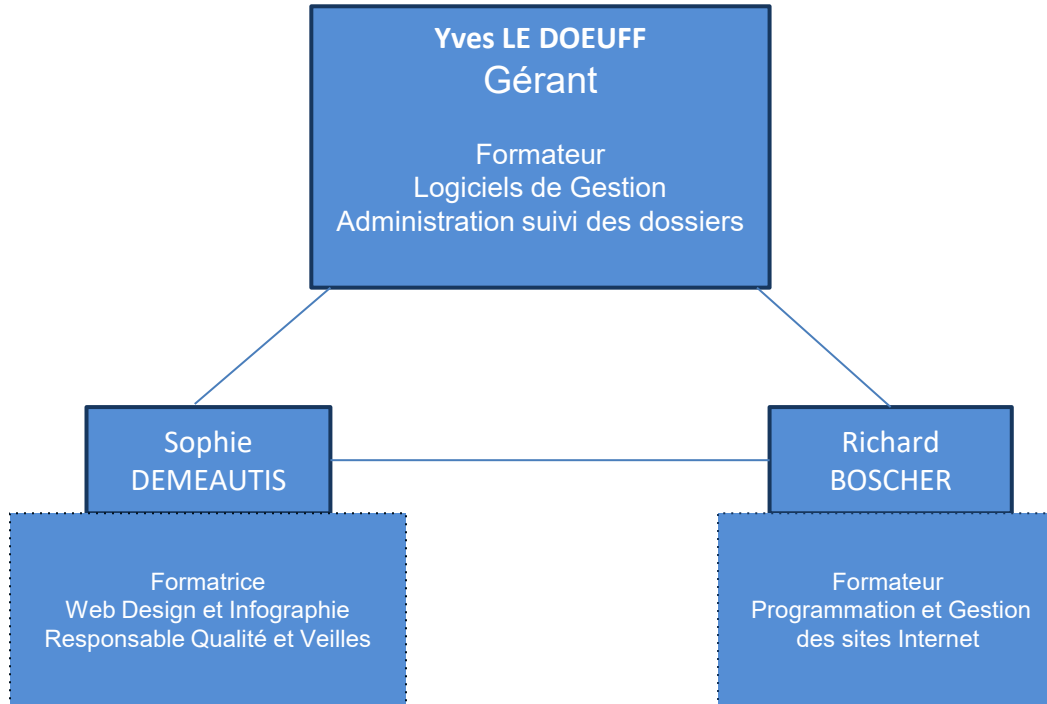 Yves LE DOEUFF
Gérant
Formateur
Logiciels de Gestion
Administration suivi des dossiers
Sophie
DEMEAUTIS
Richard
BOSCHER
Formatrice
Web Design et Infographie
Responsable Qualité et Veilles
Formateur
Programmation et Gestion
des sites Internet